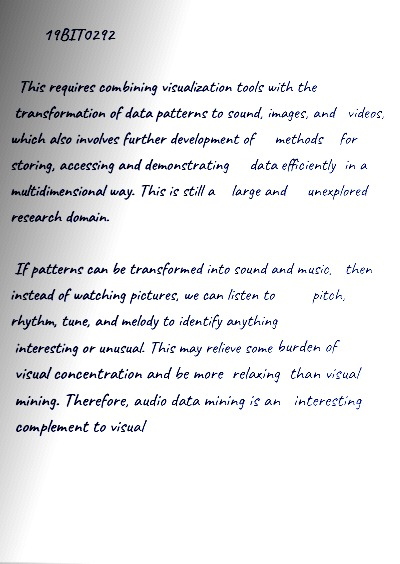 19BIT0292
This requires combining visualization tools with the
transformation of data patterns to sound, images, and videos,
which also involves further development of methods for
storing, accessing and demonstrating data efficiently in a
multidimensional way. This is still a large and unexplored
research domain.
If patterns can be transformed into sound and music, then
instead of watching pictures, we can listen to pitch,
rhythm, tune, and melody to identify anything
interesting or unusual. This may relieve some burden of
visual concentration and be more relaxing than visual
mining. Therefore, audio data mining is an interesting
complement to visual